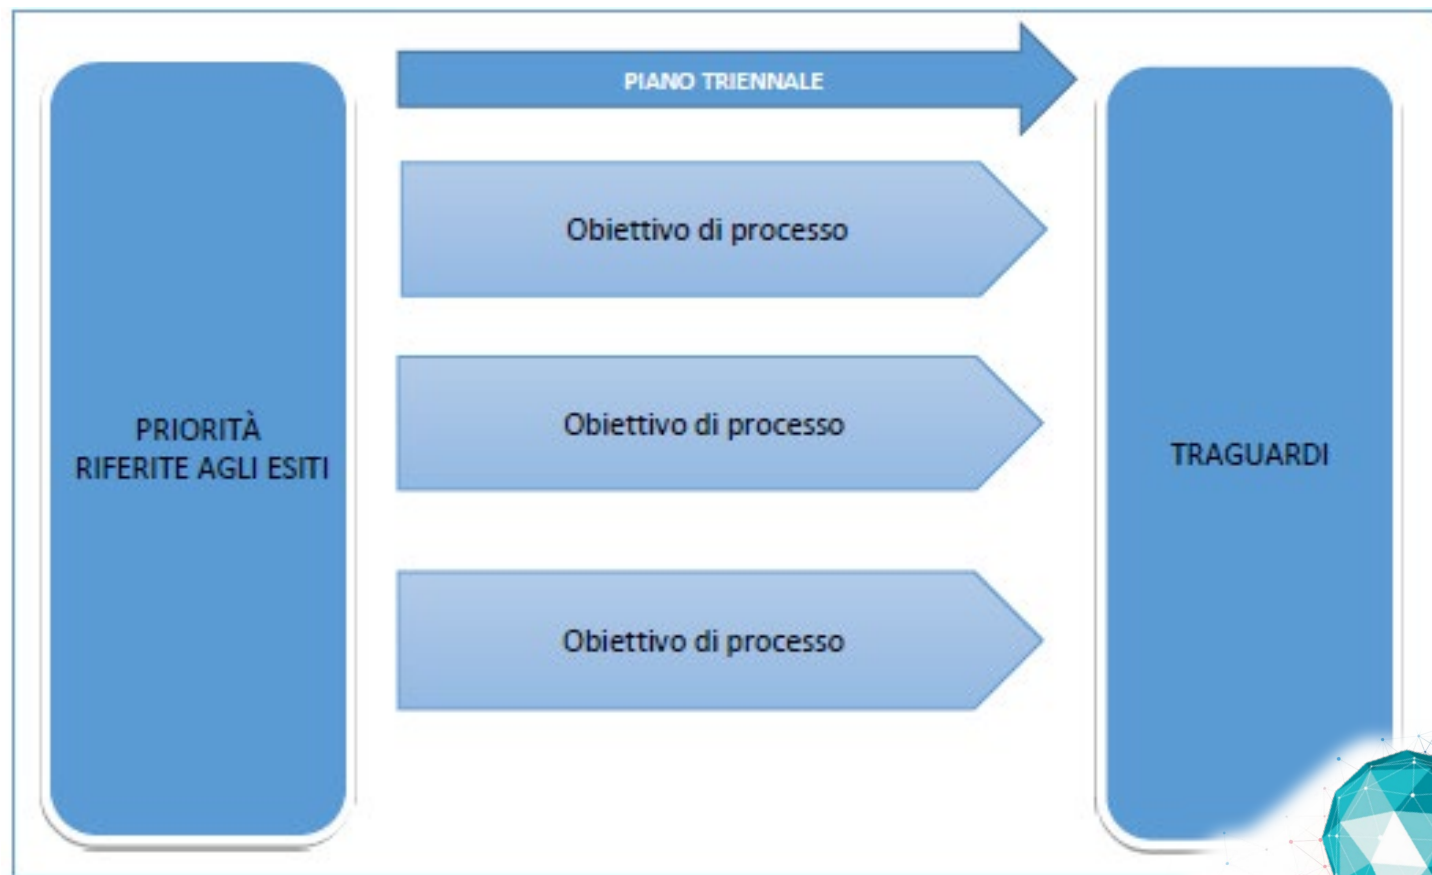 PIANO TRIENNALE
Obiettivo di processo
Obiettivo di processo
Obiettivo di processo
PRIORITÀ
RIFERITE AGLI ESITI
TRAGUARDI